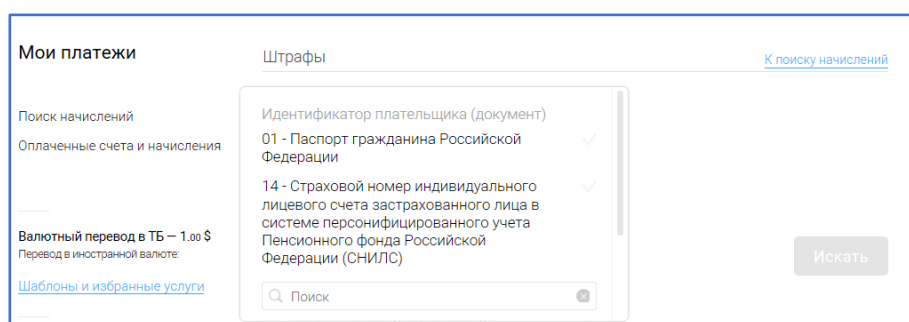 Мои платежи
Штрафы
К поиску начислений
Поиск начислений
Оплаченные счета и начисления
Валютный перевод в ТБ — 1.00 $
Перевод в иностранной валюте:
Шаблоны и избранные услуги
Идентификатор плательщика (документ)
01 - Паспорт гражданина Российской
Федерации
14 - Страховой номер индивидуального
лицевого счета застрахованного лица в
системе персонифицированного учета
Пенсионного фонда Российской
Федерации (СНИЛС)
Поиск
Искать